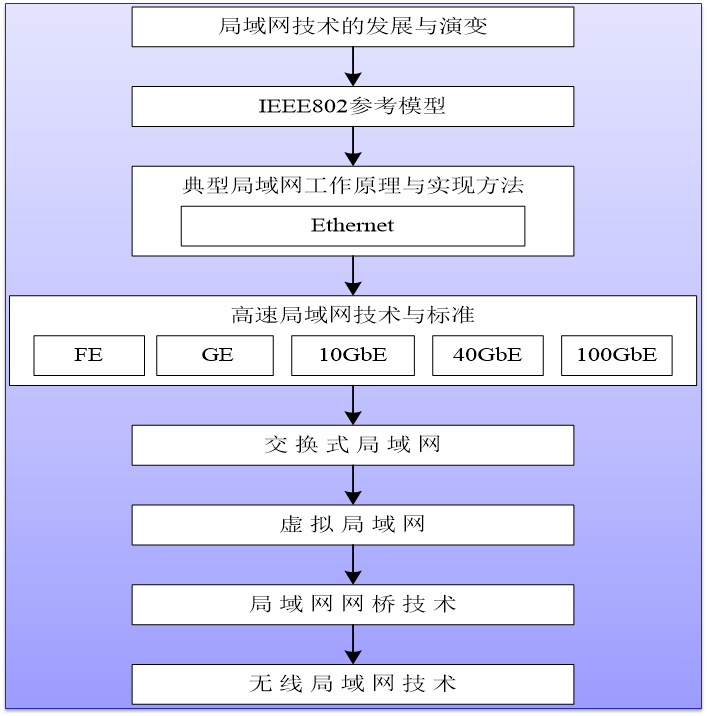 局域网技术的发展与演变
IEEE802参考模型
典型局域网工作原理与实现方法
Ethernet
高速局域网技术与标准
FE GE 10GbE 40GbE 100GbE
交换式局域网
虚拟局域网
局域网网桥技术
无线局域网技术